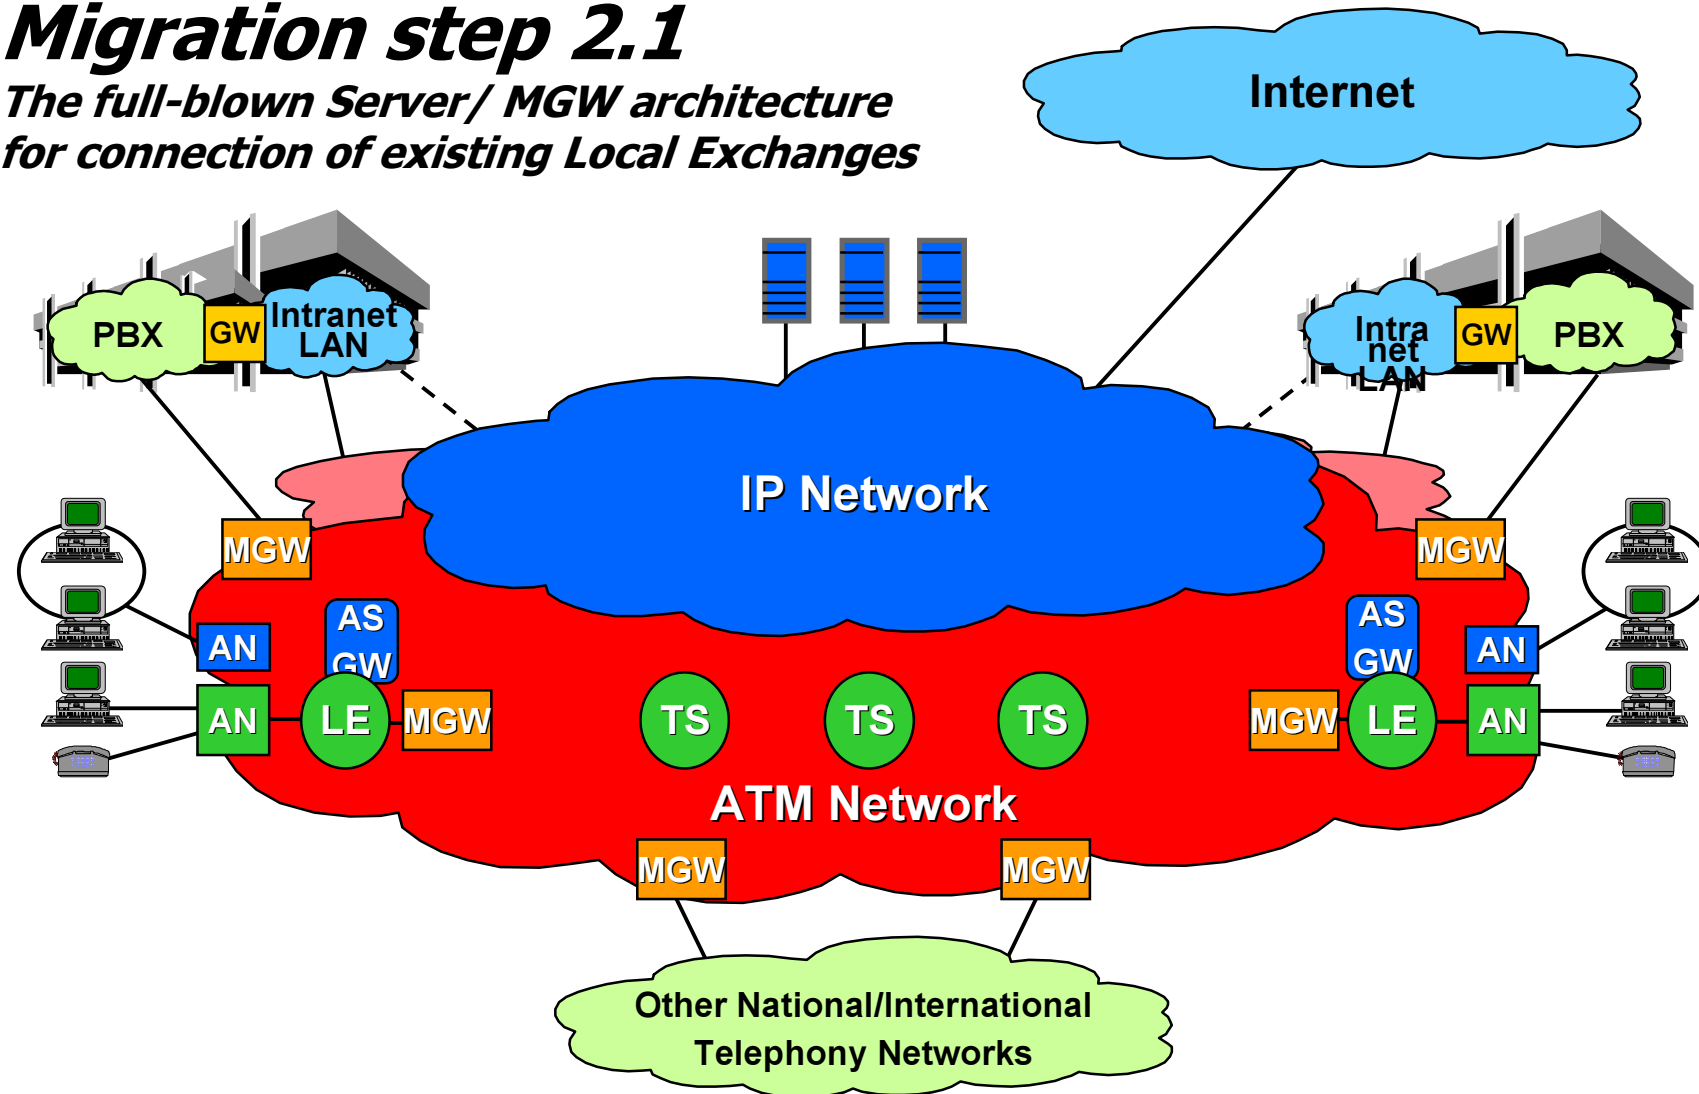 Migration step 2.1
The full-blown Server/ MGW architecture
for connection of existing Local Exchanges
Internet
PBX
GW
Intranet
LAN
Intra
net
LAN
GW
PBX
IP Network
MGW
MGW
AS
GW
AS
GW
AN
AN
AN
LE
MGW
TS
TS
TS
MGW
LE
AN
ATM Network
MGW
MGW
Other National/International
Telephony Networks